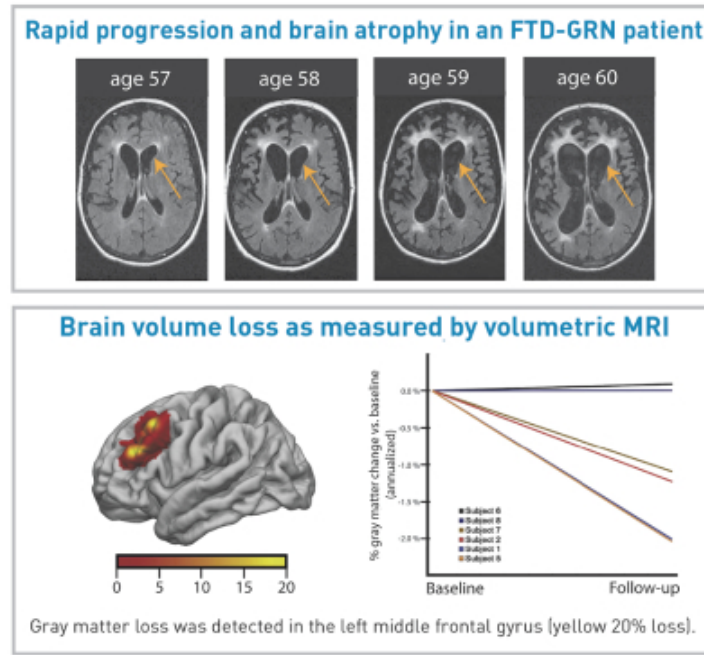 Rapid progression and brain atrophy in an FTD-GRN patient
age 57
age 58
age 59
age 60
Brain volume loss as measured by volumetric MRI
% gray matter change vs. baseline
(annualized)
0.0 %
-0.5 %
-1.0 %
-1.5 %
-2.0 %
Subject 6
Subject 8
Subject 7
Subject 2
Subject 1
Subject 5
Baseline
Follow-up
0
5
10
15
20
Gray matter loss was detected in the left middle frontal gyrus (yellow 20% loss).